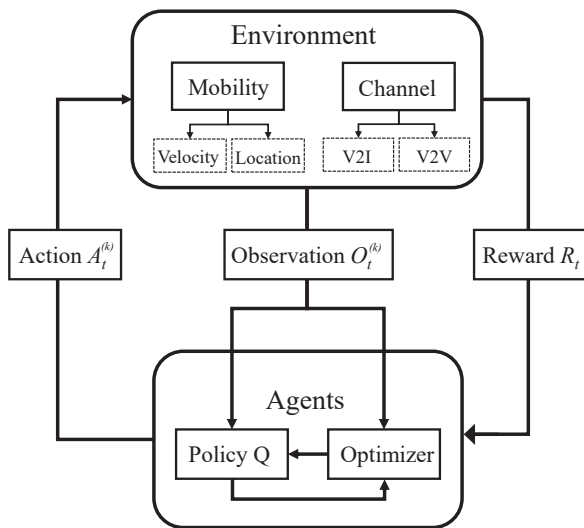 Environment
Mobility
Channel
Velocity
Location
V2I
V2V
Action A_t^{(k)}
Observation O_t^{(k)}
Reward R_t
Agents
Policy Q
Optimizer